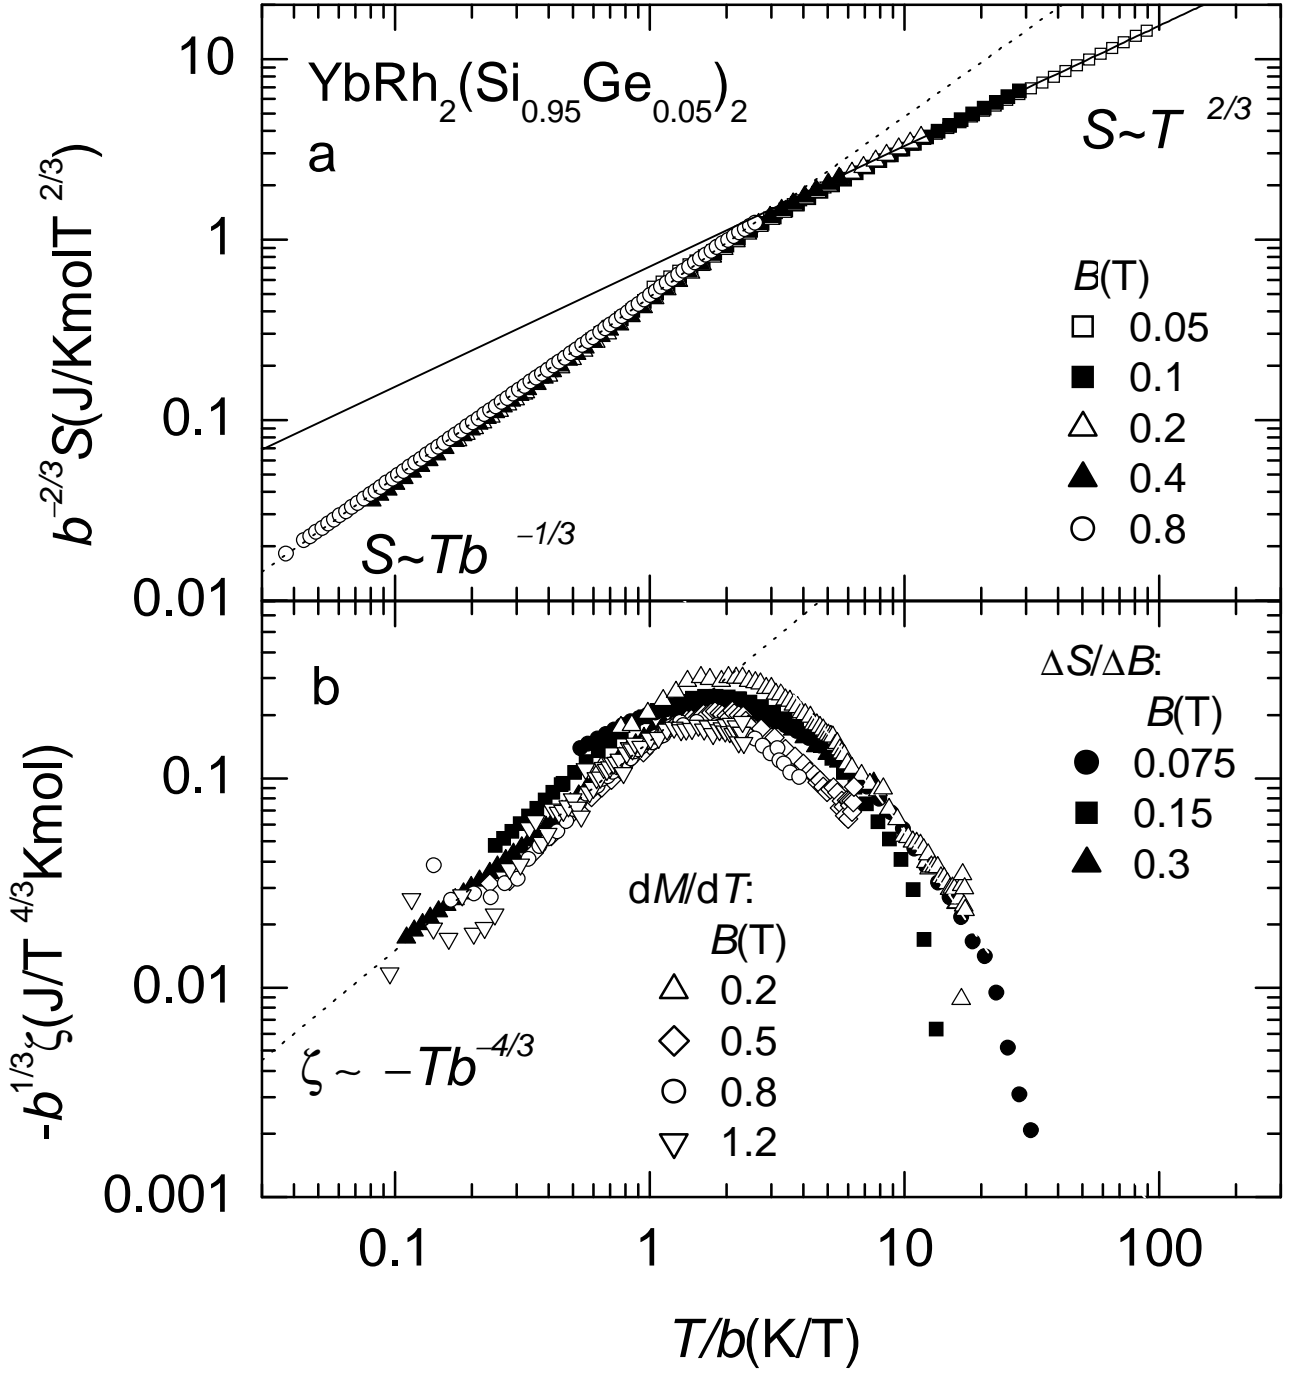 YbRh2(Si0.95Ge0.05)2
a
S~T 2/3
B(T)
0.05
0.1
0.2
0.4
0.8
S~Tb –1/3
10
1
0.1
0.01
b–2/3S(J/KmolT 2/3)
b
ΔS/ΔB:
B(T)
0.075
0.15
0.3
dM/dT:
B(T)
0.2
0.5
0.8
1.2
ζ ~ –Tb–4/3
0.1
0.01
0.001
-b1/3ζ(J/T 4/3Kmol)
0.1 1 10 100
T/b(K/T)